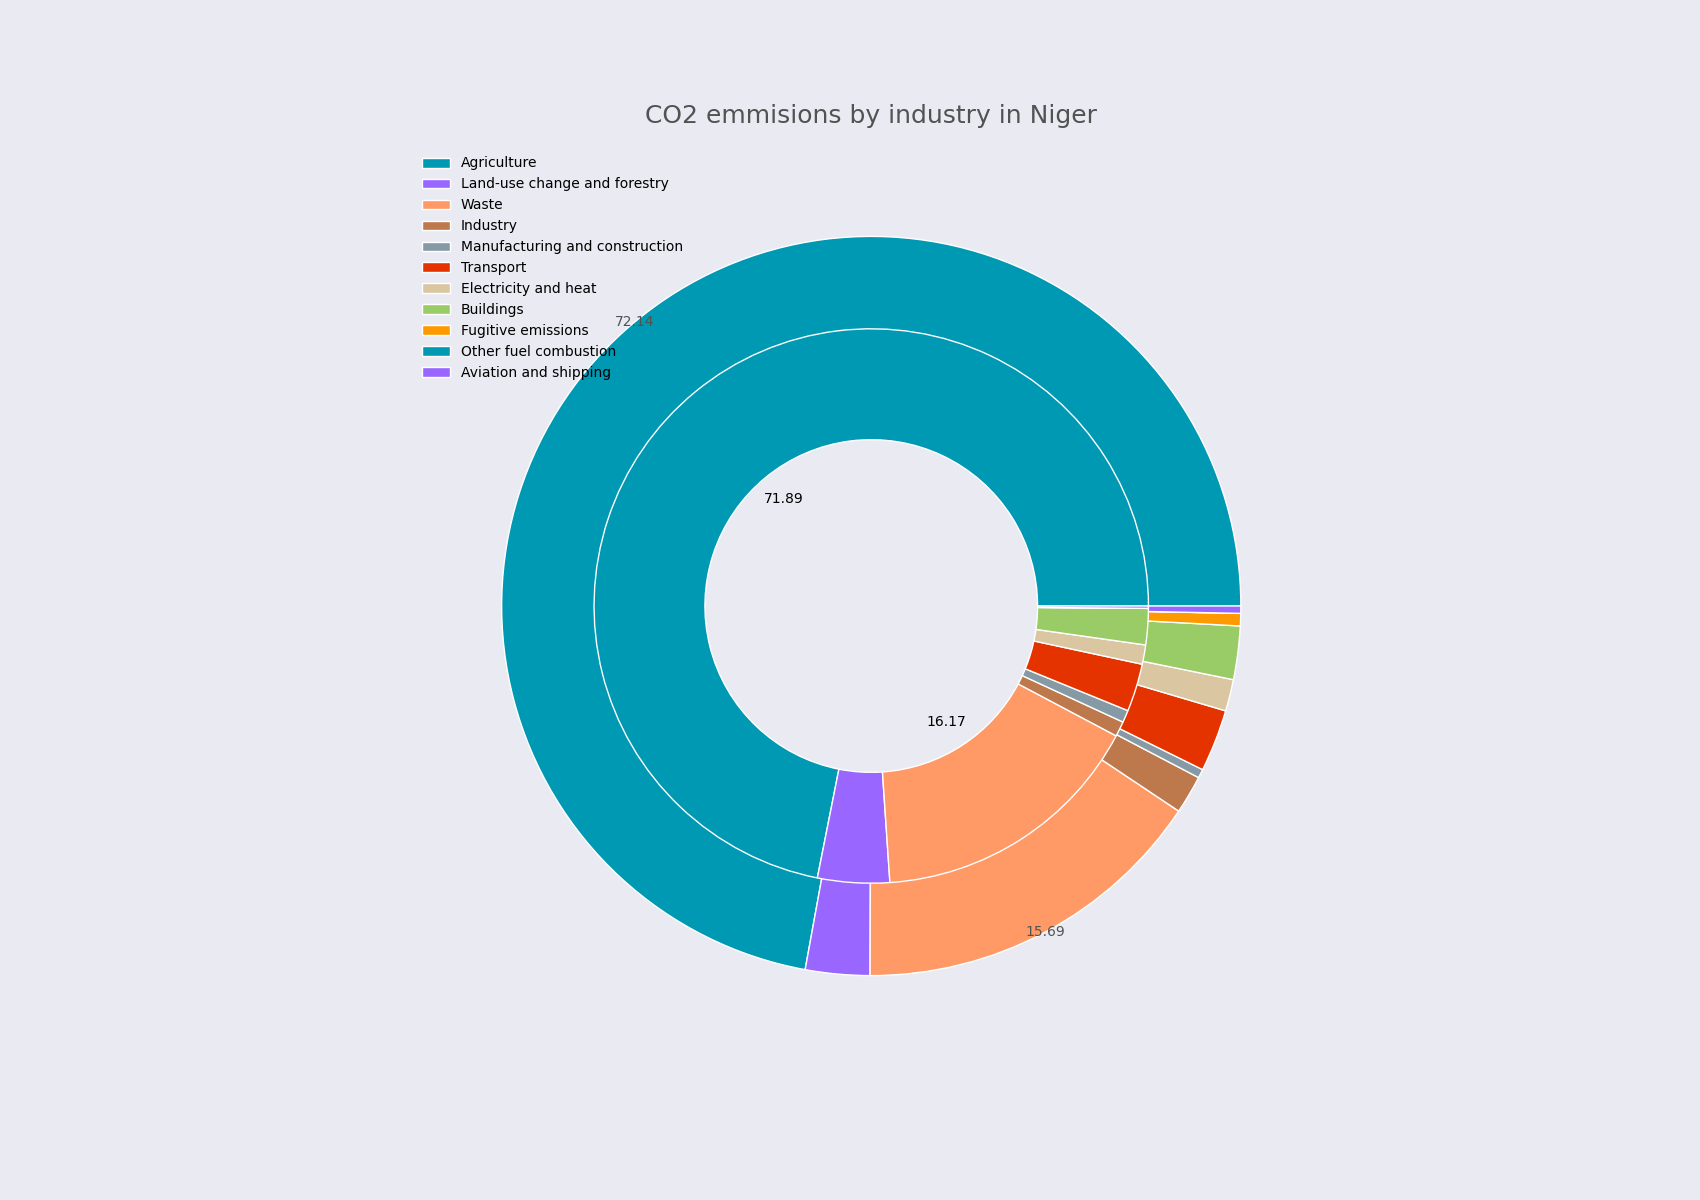 CO2 emmisions by industry in Niger
Agriculture
Land-use change and forestry
Waste
Industry
Manufacturing and construction
Transport
Electricity and heat
Buildings
72.14
Fugitive emissions
Other fuel combustion
Aviation and shipping
71.89
16.17
15.69